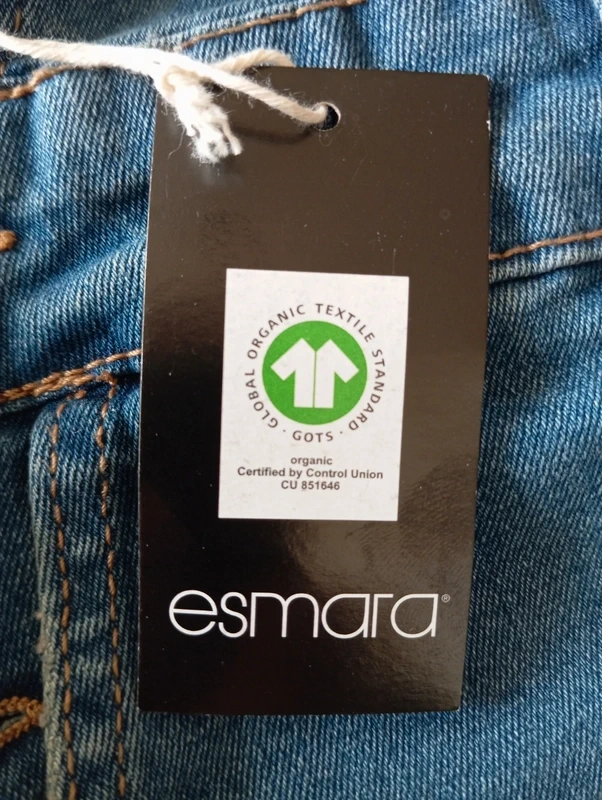 GLOBAL ORGANIC TEXTILE STANDARD · GOTS ·
organic
Certified by Control Union
CU 851646
esmara®